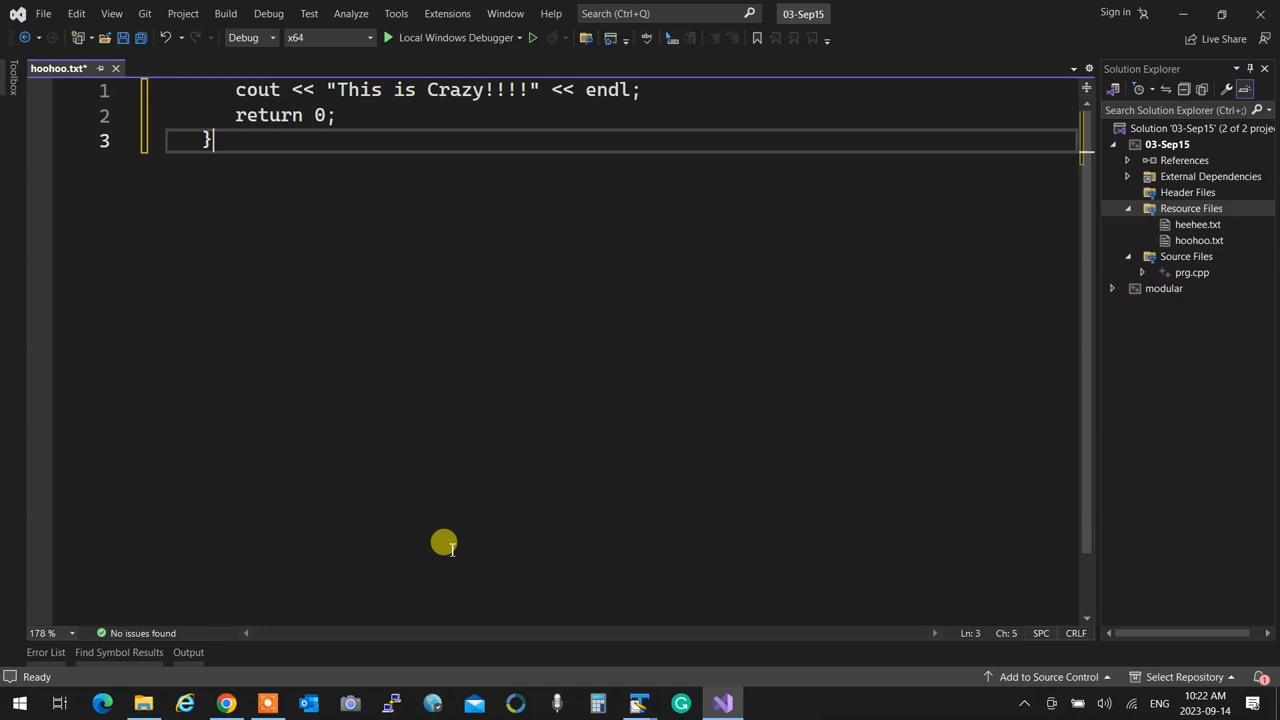 File Edit View Git Project Build Debug Test Analyze Tools Extensions Window Help Search (Ctrl+Q) 03-Sep15 Sign in
Debug x64 Local Windows Debugger Live Share
Toolbox
hoohoo.txt*
1 cout << "This is Crazy!!!!" << endl;
2 return 0;
3 }
Solution Explorer
Search Solution Explorer (Ctrl+;)
Solution '03-Sep15' (2 of 2 proje
03-Sep15
References
External Dependencies
Header Files
Resource Files
heehee.txt
hoohoo.txt
Source Files
prg.cpp
modular
178 % No issues found Ln: 3 Ch: 5 SPC CRLF
Error List Find Symbol Results Output
Ready Add to Source Control Select Repository 1
10:22 AM
ENG
2023-09-14